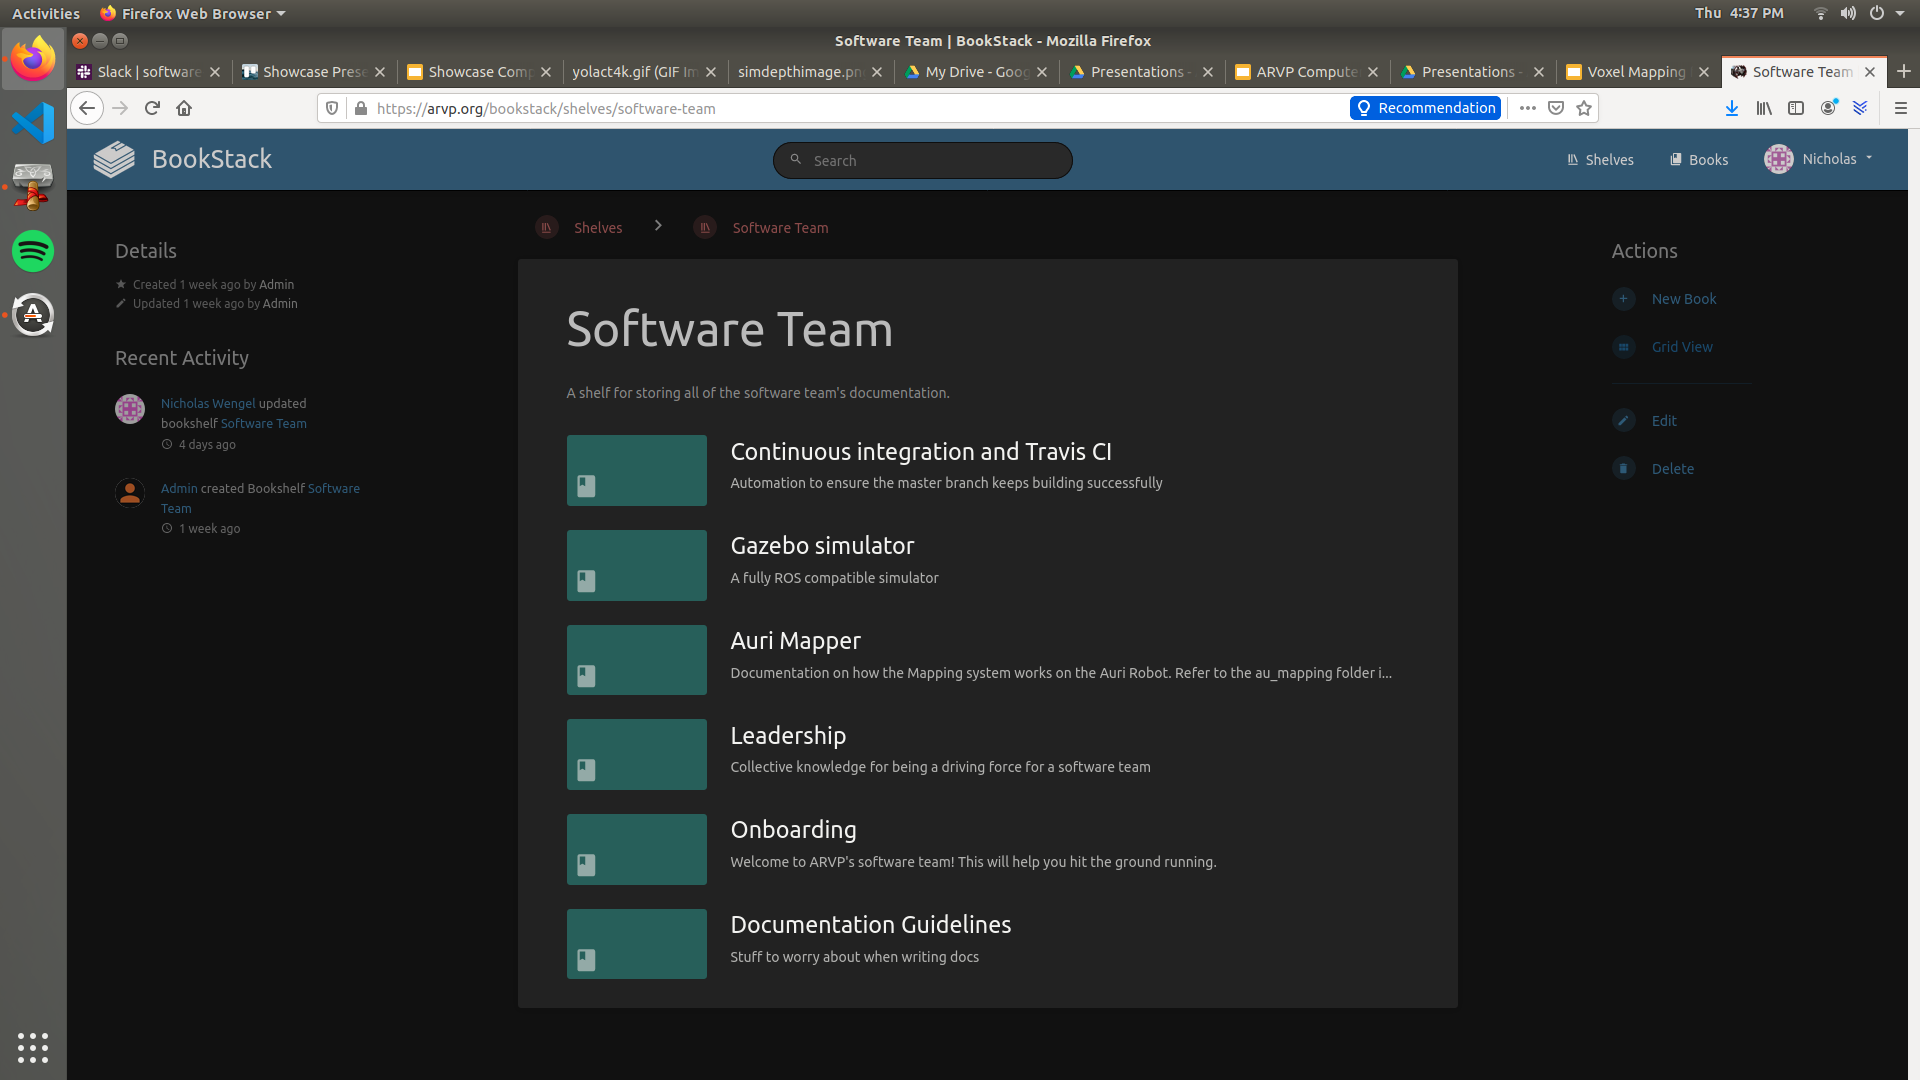 Activities Firefox Web Browser Thu 4:37 PM
Software Team | BookStack - Mozilla Firefox
Slack | software Showcase Prese Showcase Comp yolact4k.gif (GIF Im simdepthimage.pn My Drive - Goog Presentations - ARVP Compute Presentations - Voxel Mapping Software Team
https://arvp.org/bookstack/shelves/software-team Recommendation
BookStack Search Shelves Books Nicholas
Shelves Software Team
Details
Created 1 week ago by Admin
Updated 1 week ago by Admin
Recent Activity
Nicholas Wengel updated
bookshelf Software Team
4 days ago
Admin created Bookshelf Software
Team
1 week ago
Software Team
A shelf for storing all of the software team's documentation.
Continuous integration and Travis CI
Automation to ensure the master branch keeps building successfully
Gazebo simulator
A fully ROS compatible simulator
Auri Mapper
Documentation on how the Mapping system works on the Auri Robot. Refer to the au_mapping folder i...
Leadership
Collective knowledge for being a driving force for a software team
Onboarding
Welcome to ARVP's software team! This will help you hit the ground running.
Documentation Guidelines
Stuff to worry about when writing docs
Actions
New Book
Grid View
Edit
Delete